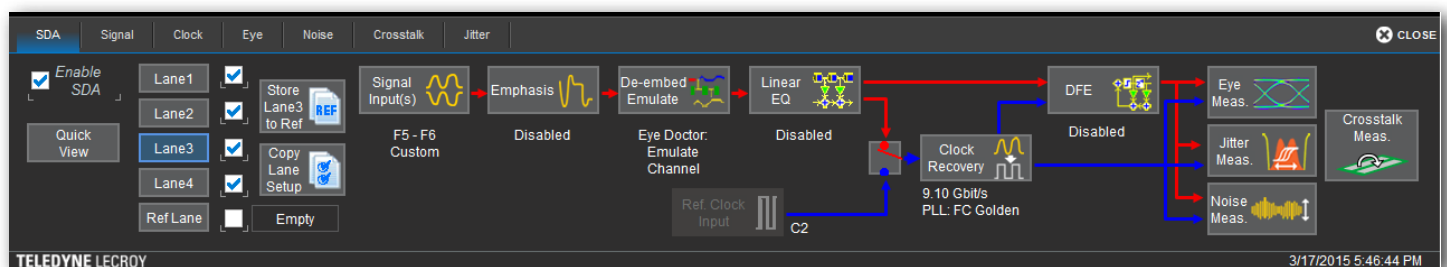 SDA
Signal
Clock
Eye
Noise
Crosstalk
Jitter
CLOSE
Enable
SDA
Quick
View
Lane1
Lane2
Lane3
Lane4
Ref Lane
Empty
Store
Lane3
to Ref
REF
Copy
Lane
Setup
Signal
Input(s)
F5 - F6
Custom
Emphasis
Disabled
De-embed
Emulate
Eye Doctor:
Emulate
Channel
Linear
EQ
Disabled
Ref. Clock
Input
C2
Clock
Recovery
9.10 Gbit/s
PLL: FC Golden
DFE
Disabled
Eye
Meas.
Jitter
Meas.
Noise
Meas.
Crosstalk
Meas.
TELEDYNE LECROY
3/17/2015 5:46:44 PM